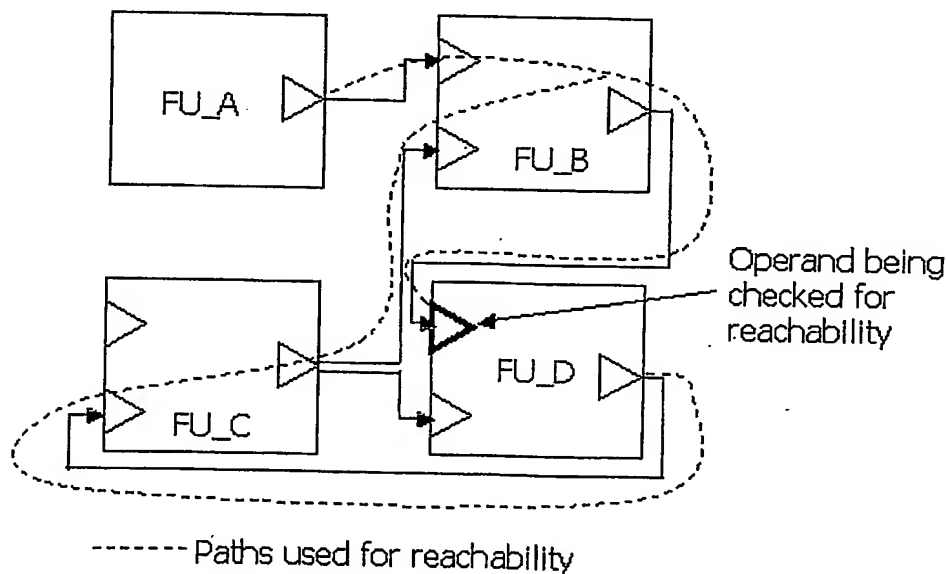 FU_A
FU_B
Operand being
checked for
reachability
FU_D
FU_C
Paths used for reachability